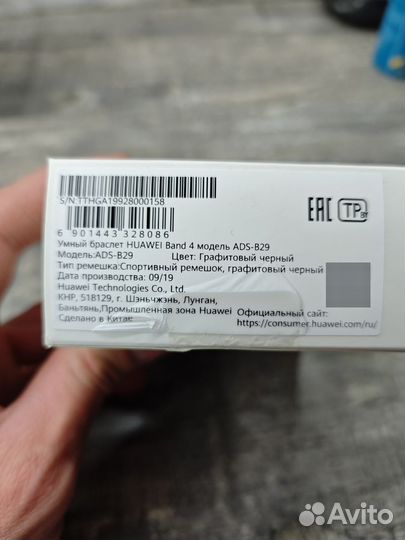 S/N:TTHGA19928000158
6 901443 328086
EAC TP BY
Умный браслет HUAWEI Band 4 модель ADS-B29
Модель:ADS-B29 Цвет: Графитовый черный
Тип ремешка:Спортивный ремешок, графитовый черный
Дата производства: 09/19
Huawei Technologies Co., Ltd.
КНР, 518129, г. Шэньчжэнь, Лунган,
Баньтянь,Промышленная зона Huawei
Официальный сайт:
Сделано в Китае
https://consumer.huawei.com/ru/
Avito